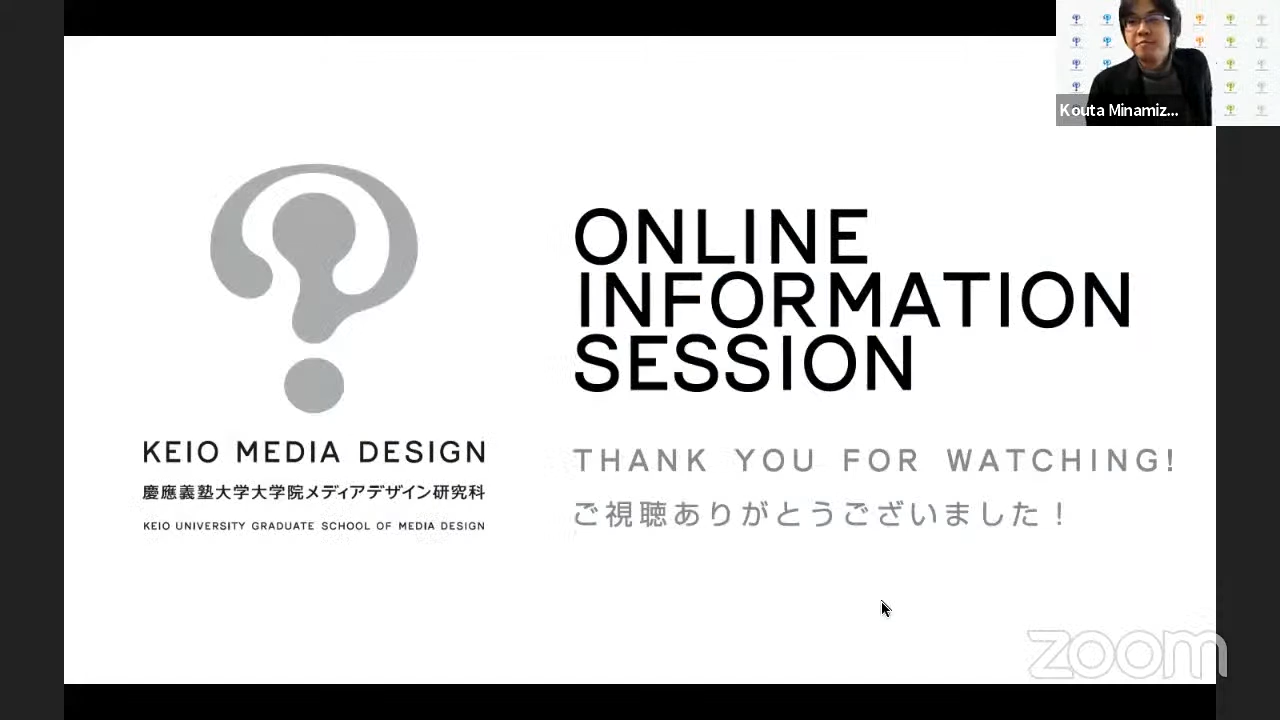 Kouta Minamiz...
ONLINE
INFORMATION
SESSION
KEIO MEDIA DESIGN
慶應義塾大学大学院メディアデザイン研究科
KEIO UNIVERSITY GRADUATE SCHOOL OF MEDIA DESIGN
THANK YOU FOR WATCHING!
ご視聴ありがとうございました！
zoom